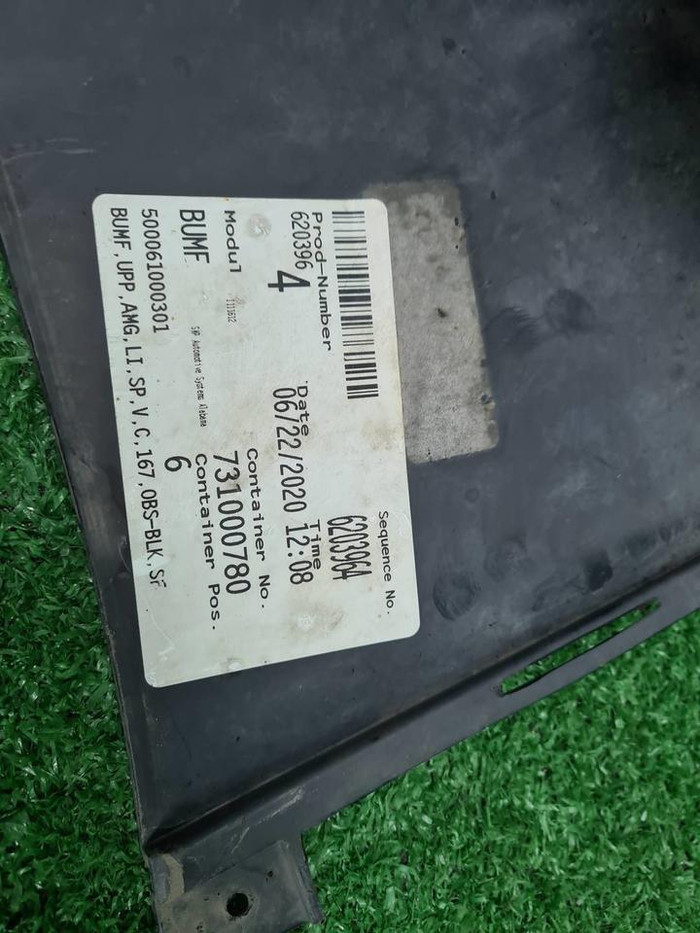 Sequence No.
6203964
Prod-Number
620396 4
Date
06/22/2020
Time
12:08
Modul
BUMF
Container No.
731000780
Container Pos.
6
500061000301
BUMF,UPP,AMG,LI,SP,V,C,167,OBS-BLK,SF